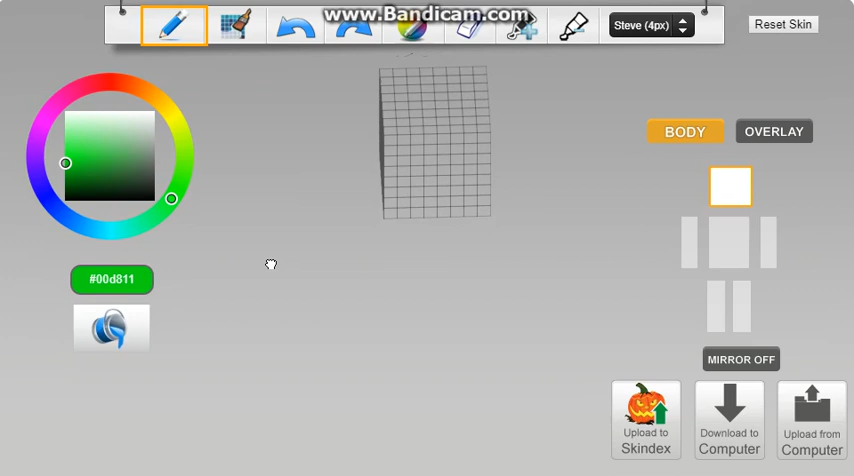 www.Bandicam.com
Steve (4px)
Reset Skin
BODY
OVERLAY
#00d811
MIRROR OFF
Upload to
Skindex
Download to
Computer
Upload from
Computer